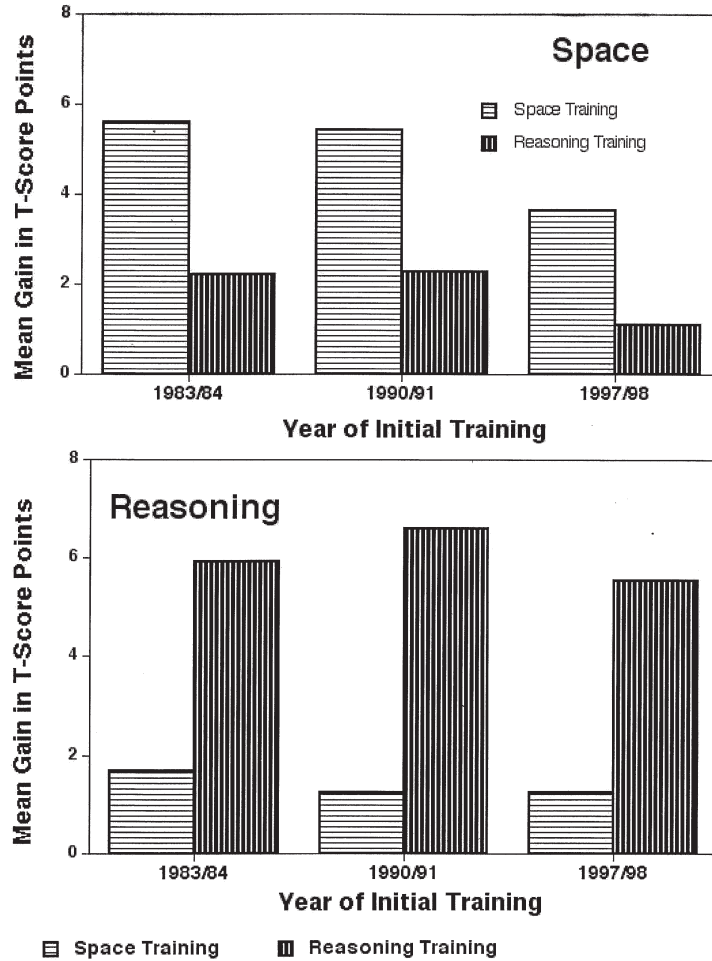 8
Space
6
Space Training
Reasoning Training
4
2
0
Mean Gain in T-Score Points
1983/84 1990/91 1997/98
Year of Initial Training
8
Reasoning
6
4
2
0
Mean Gain in T-Score Points
1983/84 1990/91 1997/98
Year of Initial Training
Space Training Reasoning Training